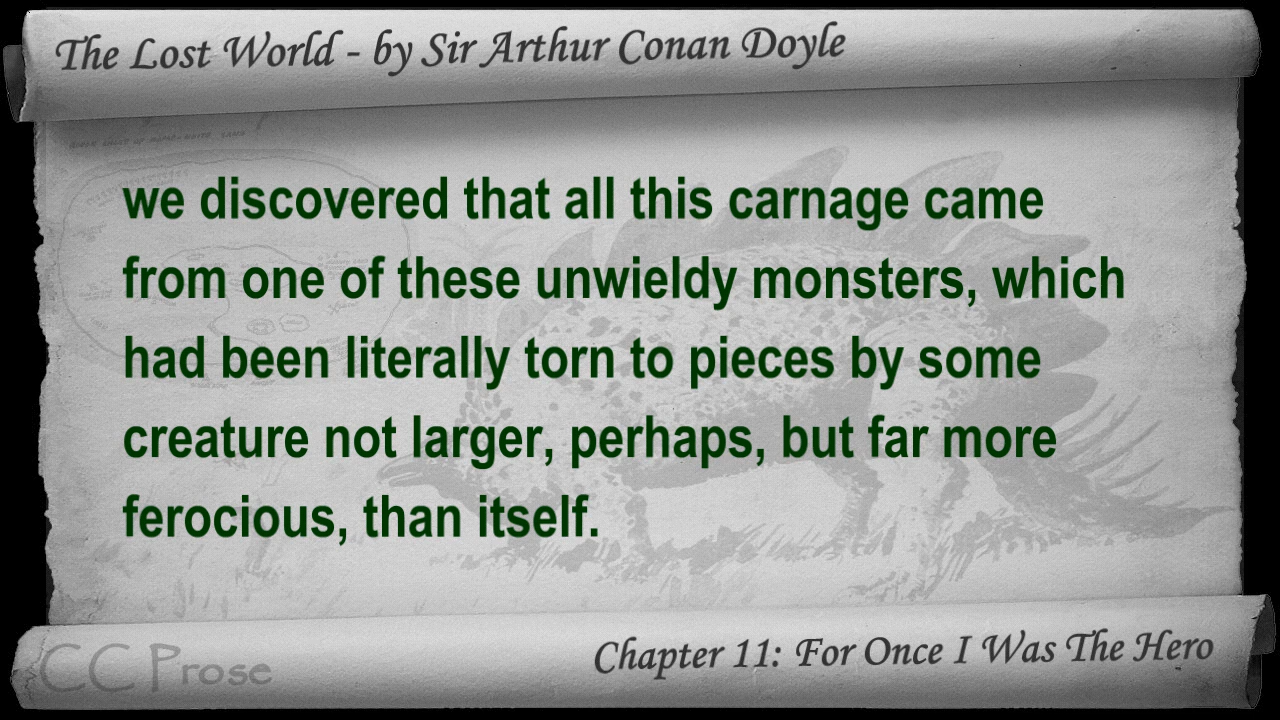 The Lost World - by Sir Arthur Conan Doyle
we discovered that all this carnage came
from one of these unwieldy monsters, which
had been literally torn to pieces by some
creature not larger, perhaps, but far more
ferocious, than itself.
Chapter 11: For Once I Was The Hero
CC Prose